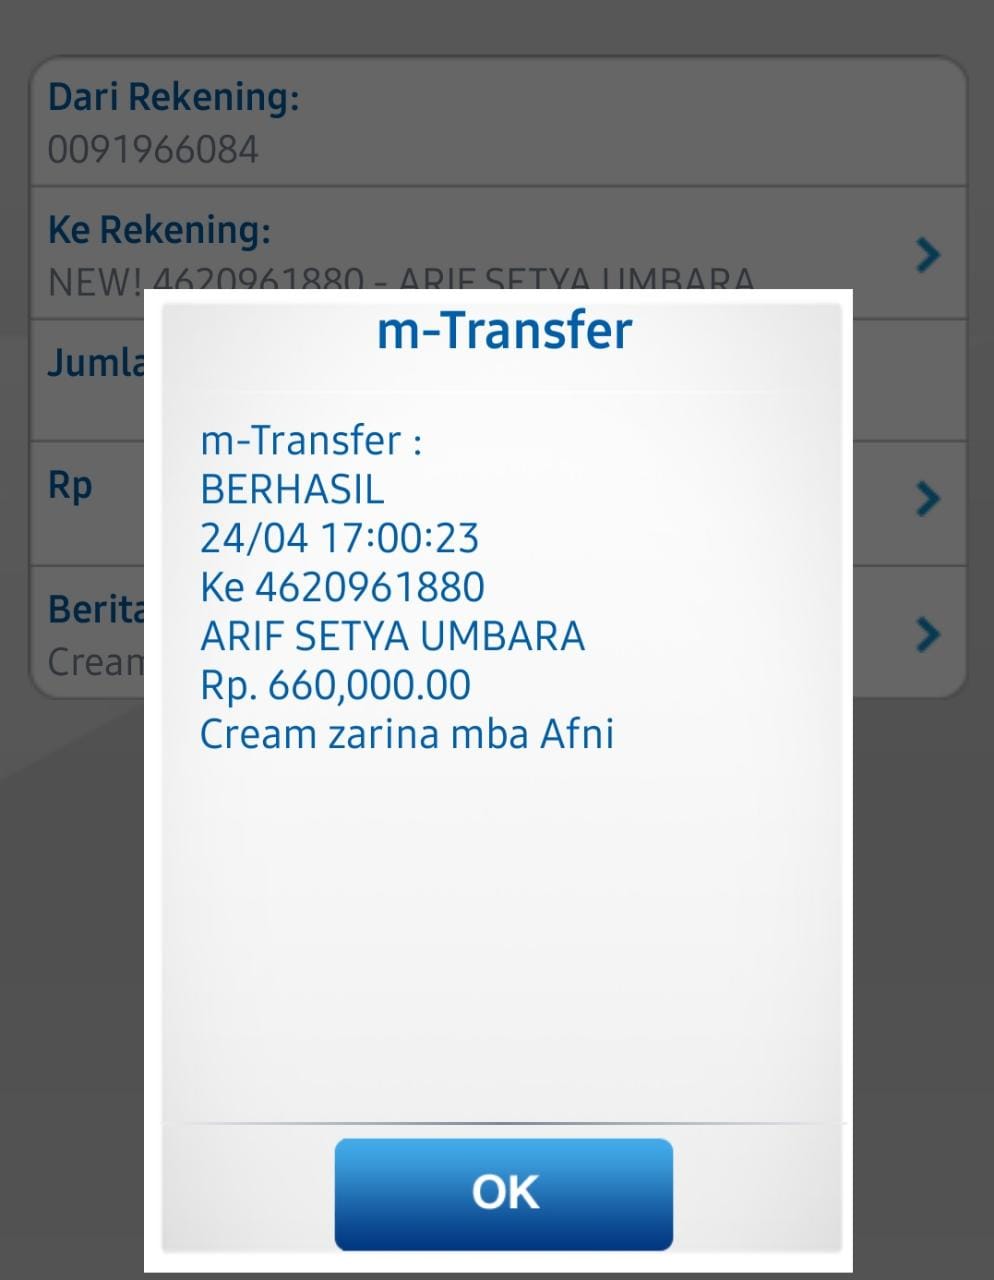 Dari Rekening:
0091966084
Ke Rekening:
NEW! 4620961880 - ARIF SETYA UMBARA
m-Transfer
Rp
m-Transfer :
BERHASIL
24/04 17:00:23
Ke 4620961880
ARIF SETYA UMBARA
Rp. 660,000.00
Cream zarina mba Afni
Berita
Cream
OK